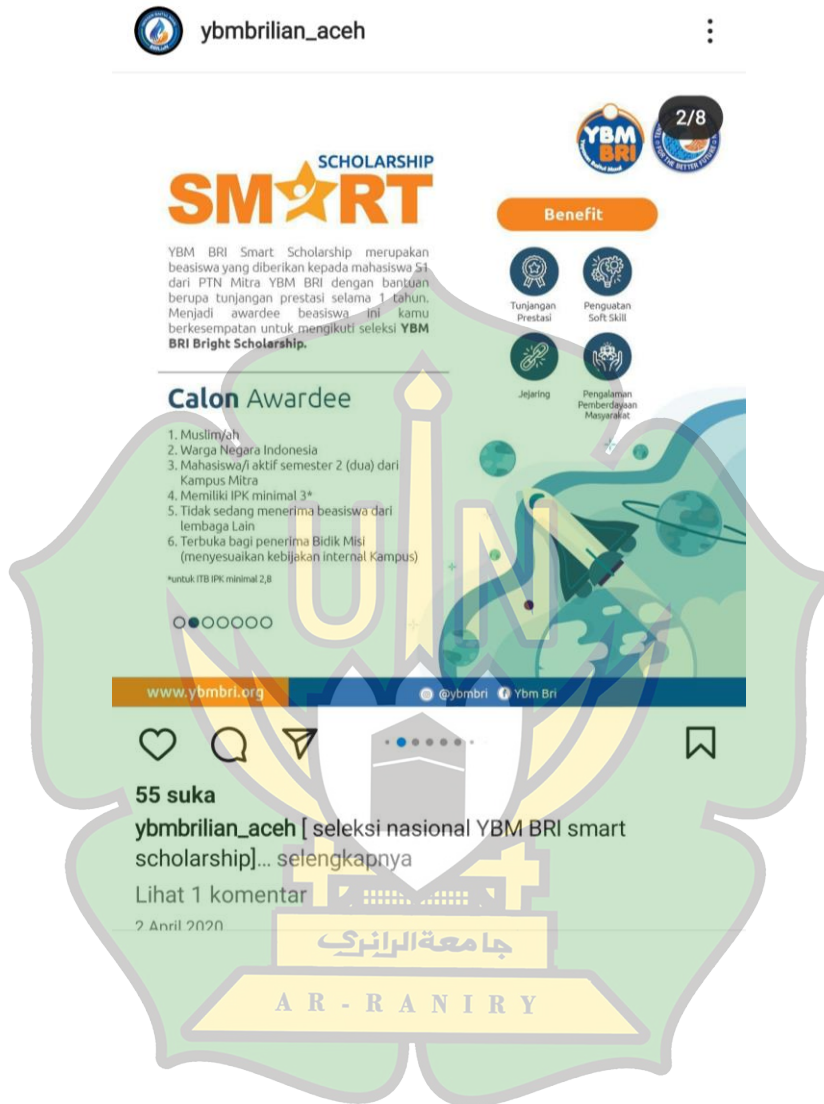 ybmbrilian_aceh
2/8
YBM
BRI
SCHOLARSHIP
SMART
YBM BRI Smart Scholarship merupakan
beasiswa yang diberikan kepada mahasiswa S1
dari PTN Mitra YBM BRI dengan bantuan
berupa tunjangan prestasi selama 1 tahun.
Menjadi awardee beasiswa ini kamu
berkesempatan untuk mengikuti seleksi YBM
BRI Bright Scholarship.
Benefit
Tunjangan
Prestasi
Penguatan
Soft Skill
Jejaring
Pengalaman
Pemberdayaan
Masyarakat
Calon Awardee
1. Muslim/ah
2. Warga Negara Indonesia
3. Mahasiswa/i aktif semester 2 (dua) dari
Kampus Mitra
4. Memiliki IPK minimal 3*
5. Tidak sedang menerima beasiswa dari
lembaga Lain
6. Terbuka bagi penerima Bidik Misi
(menyesuaikan kebijakan internal Kampus)
*untuk ITB IPK minimal 2,8
www.ybmbri.org
@ybmbri
Ybm Bri
UIN
55 suka
ybmbrilian_aceh [ seleksi nasional YBM BRI smart
scholarship]... selengkapnya
Lihat 1 komentar
2 April 2020
جامعة الرانري
AR-RANIRY